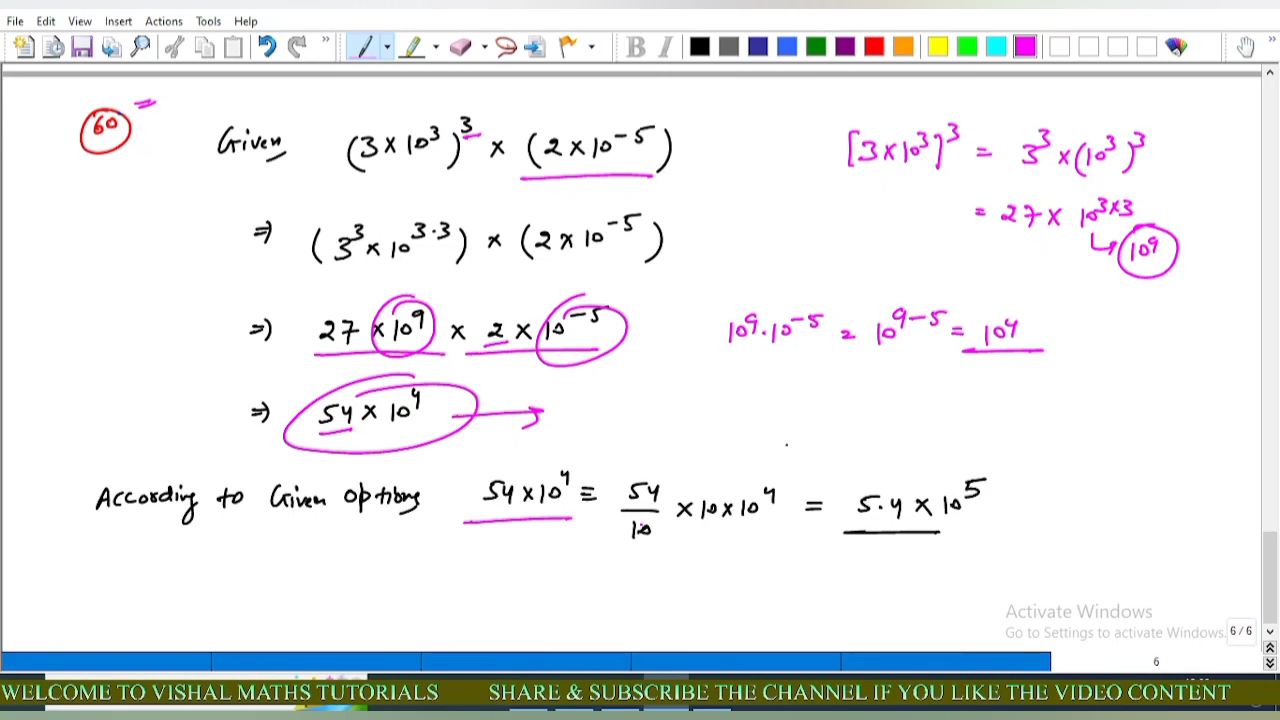 File Edit View Insert Actions Tools Help
B I
60
Given (3 × 10³)³ × (2 × 10⁻⁵)
[3×10³]³ = 3³ × (10³)³
= 27 × 10³ˣ³
↳ 10⁹
⇒ (3³ × 10³·³) × (2 × 10⁻⁵)
⇒ 27 × 10⁹ × 2 × 10⁻⁵
10⁹·10⁻⁵ = 10⁹⁻⁵ = 10⁴
⇒ 54 × 10⁴ →
According to Given options 54 × 10⁴ = 54/10 × 10 × 10⁴ = 5.4 × 10⁵
Activate Windows
Go to Settings to activate Windows.
6 / 6
6
WELCOME TO VISHAL MATHS TUTORIALS SHARE & SUBSCRIBE THE CHANNEL IF YOU LIKE THE VIDEO CONTENT